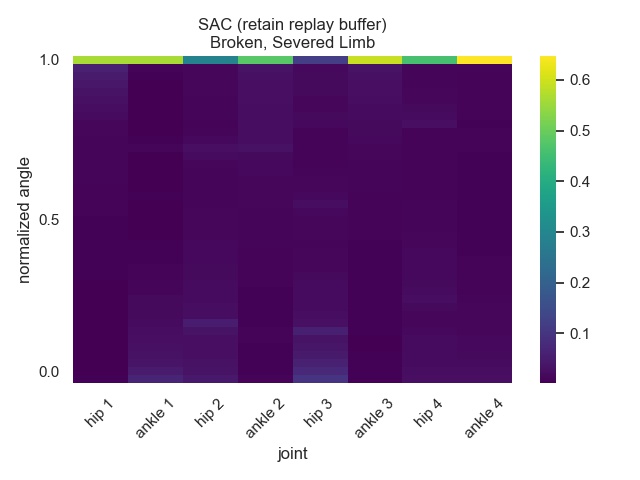 SAC (retain replay buffer)
Broken, Severed Limb
normalized angle
1.0
0.5
0.0
hip 1
ankle 1
hip 2
ankle 2
hip 3
ankle 3
hip 4
ankle 4
joint
0.6
0.5
0.4
0.3
0.2
0.1